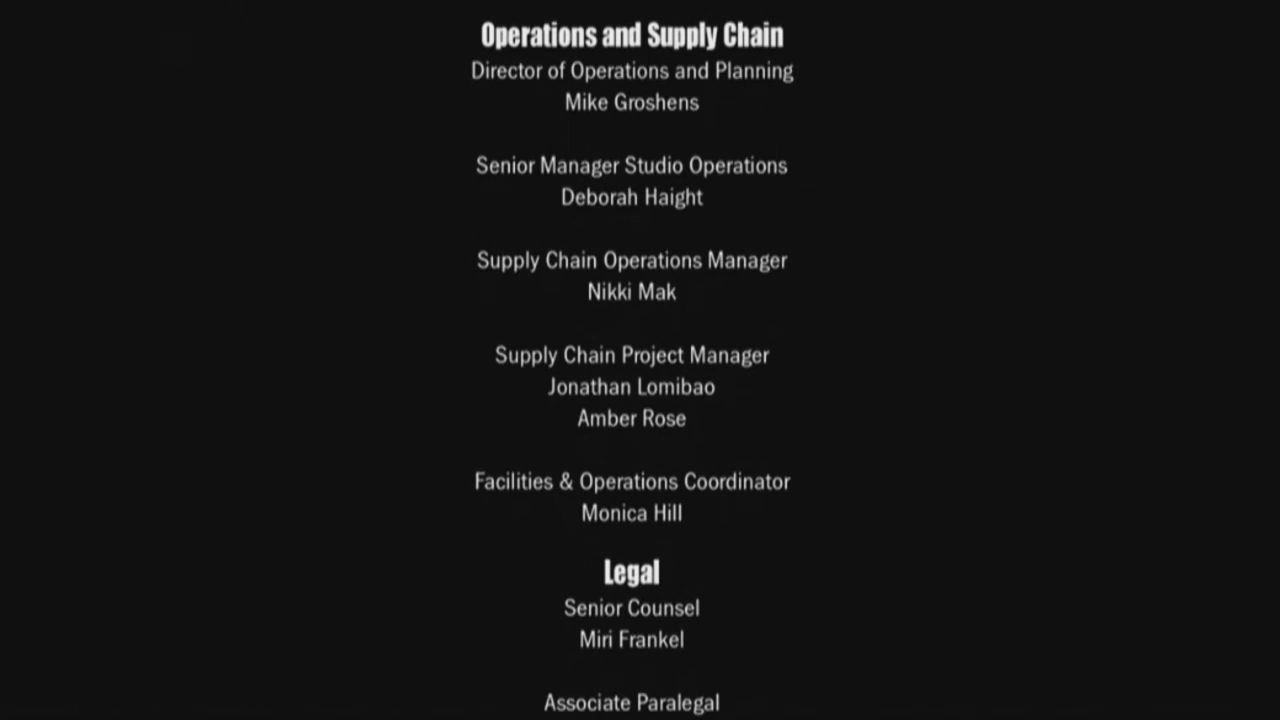 Operations and Supply Chain
Director of Operations and Planning
Mike Groshens
Senior Manager Studio Operations
Deborah Haight
Supply Chain Operations Manager
Nikki Mak
Supply Chain Project Manager
Jonathan Lomibao
Amber Rose
Facilities & Operations Coordinator
Monica Hill
Legal
Senior Counsel
Miri Frankel
Associate Paralegal